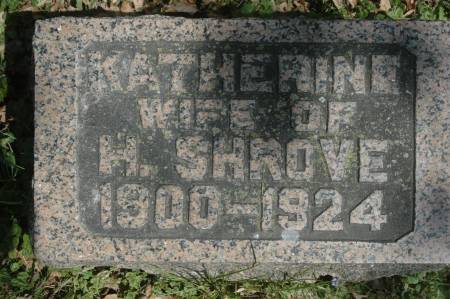 KATHERINE
WIFE OF
H. SHROVE
1900-1924